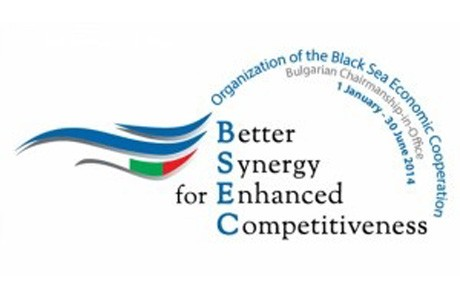 Organization of the Black Sea Economic Cooperation
Bulgarian Chairmanship-in-Office
1 January - 30 June 2014
Better
Synergy
for Enhanced
Competitiveness